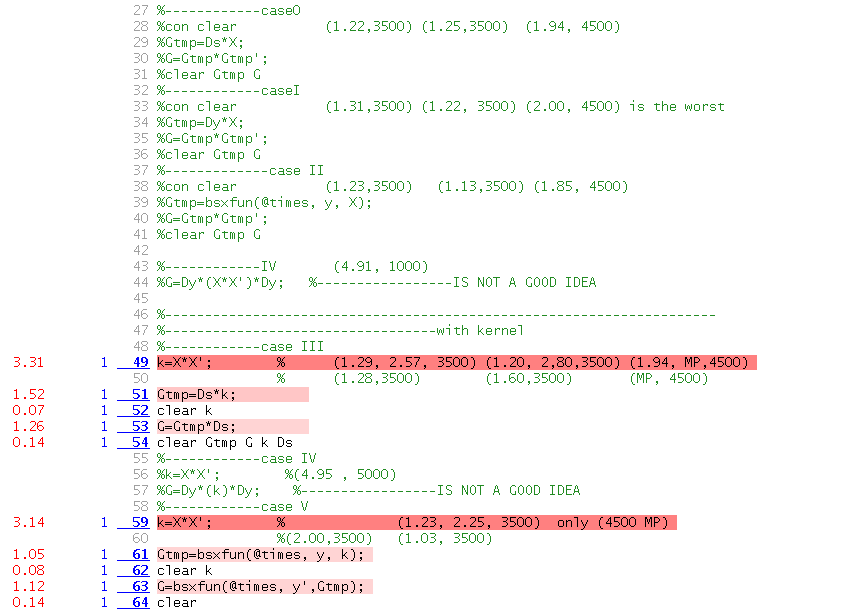 27 %------------caseO
28 %con clear (1.22,3500) (1.25,3500) (1.94, 4500)
29 %Gtmp=Ds*X;
30 %G=Gtmp*Gtmp';
31 %clear Gtmp G
32 %------------caseI
33 %con clear (1.31,3500) (1.22, 3500) (2.00, 4500) is the worst
34 %Gtmp=Dy*X;
35 %G=Gtmp*Gtmp';
36 %clear Gtmp G
37 %-------------case II
38 %con clear (1.23,3500) (1.13,3500) (1.85, 4500)
39 %Gtmp=bsxfun(@times, y, X);
40 %G=Gtmp*Gtmp';
41 %clear Gtmp G
42
43 %------------IV (4.91, 1000)
44 %G=Dy*(X*X')*Dy; %-----------------IS NOT A GOOD IDEA
45
46 %---------------------------------------------------------------------
47 %----------------------------------with kernel
48 %------------case III
3.31 1 49 k=X*X'; % (1.29, 2.57, 3500) (1.20, 2,80,3500) (1.94, MP,4500)
50 % (1.28,3500) (1.60,3500) (MP, 4500)
1.52 1 51 Gtmp=Ds*k;
0.07 1 52 clear k
1.26 1 53 G=Gtmp*Ds;
0.14 1 54 clear Gtmp G k Ds
55 %------------case IV
56 %k=X*X'; %(4.95 , 5000)
57 %G=Dy*(k)*Dy; %-----------------IS NOT A GOOD IDEA
58 %------------case V
3.14 1 59 k=X*X'; % (1.23, 2.25, 3500) only (4500 MP)
60 %(2.00,3500) (1.03, 3500)
1.05 1 61 Gtmp=bsxfun(@times, y, k);
0.08 1 62 clear k
1.12 1 63 G=bsxfun(@times, y',Gtmp);
0.14 1 64 clear